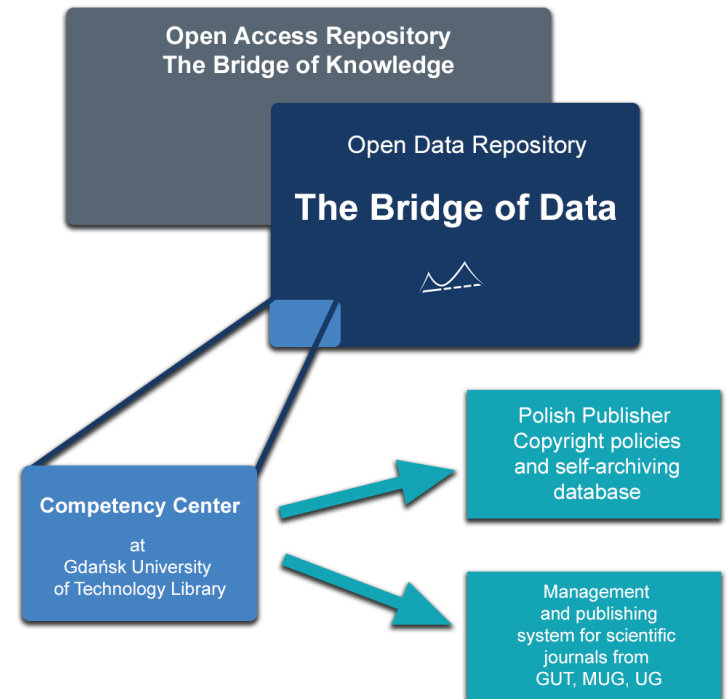 Open Access Repository
The Bridge of Knowledge
Open Data Repository
The Bridge of Data
Competency Center
at
Gdańsk University
of Technology Library
Polish Publisher
Copyright policies
and self-archiving
database
Management
and publishing
system for scientific
journals from
GUT, MUG, UG